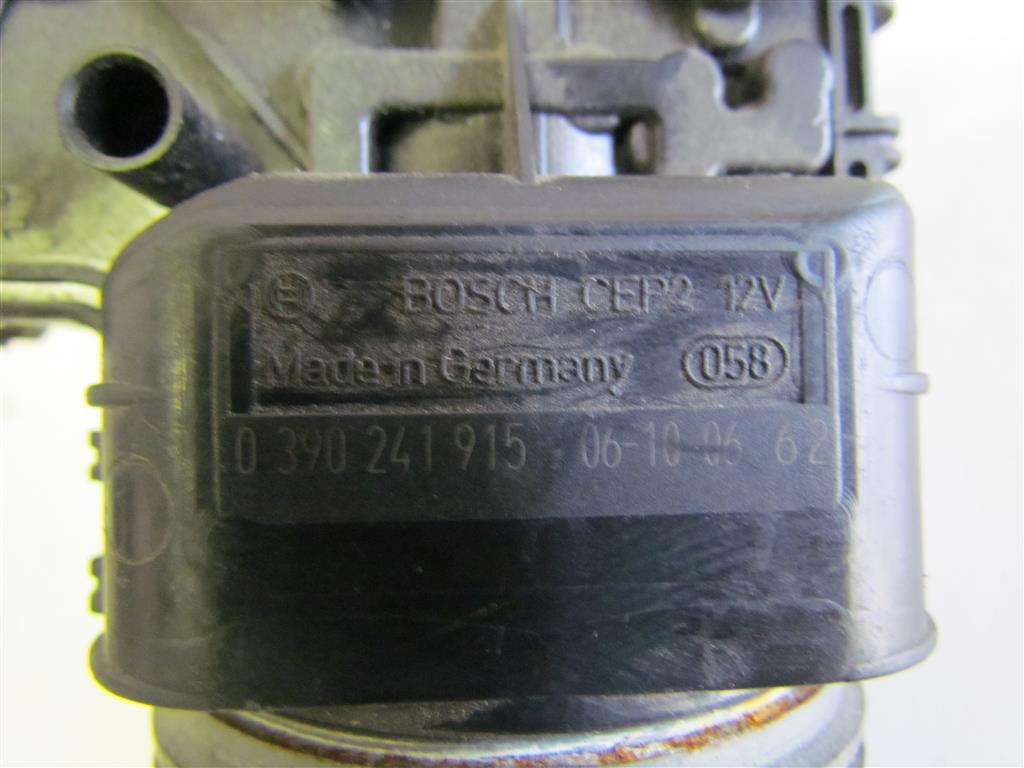 BOSCH CEP2 12V
Made in Germany 058
0 390 241 915 06-10-06 62